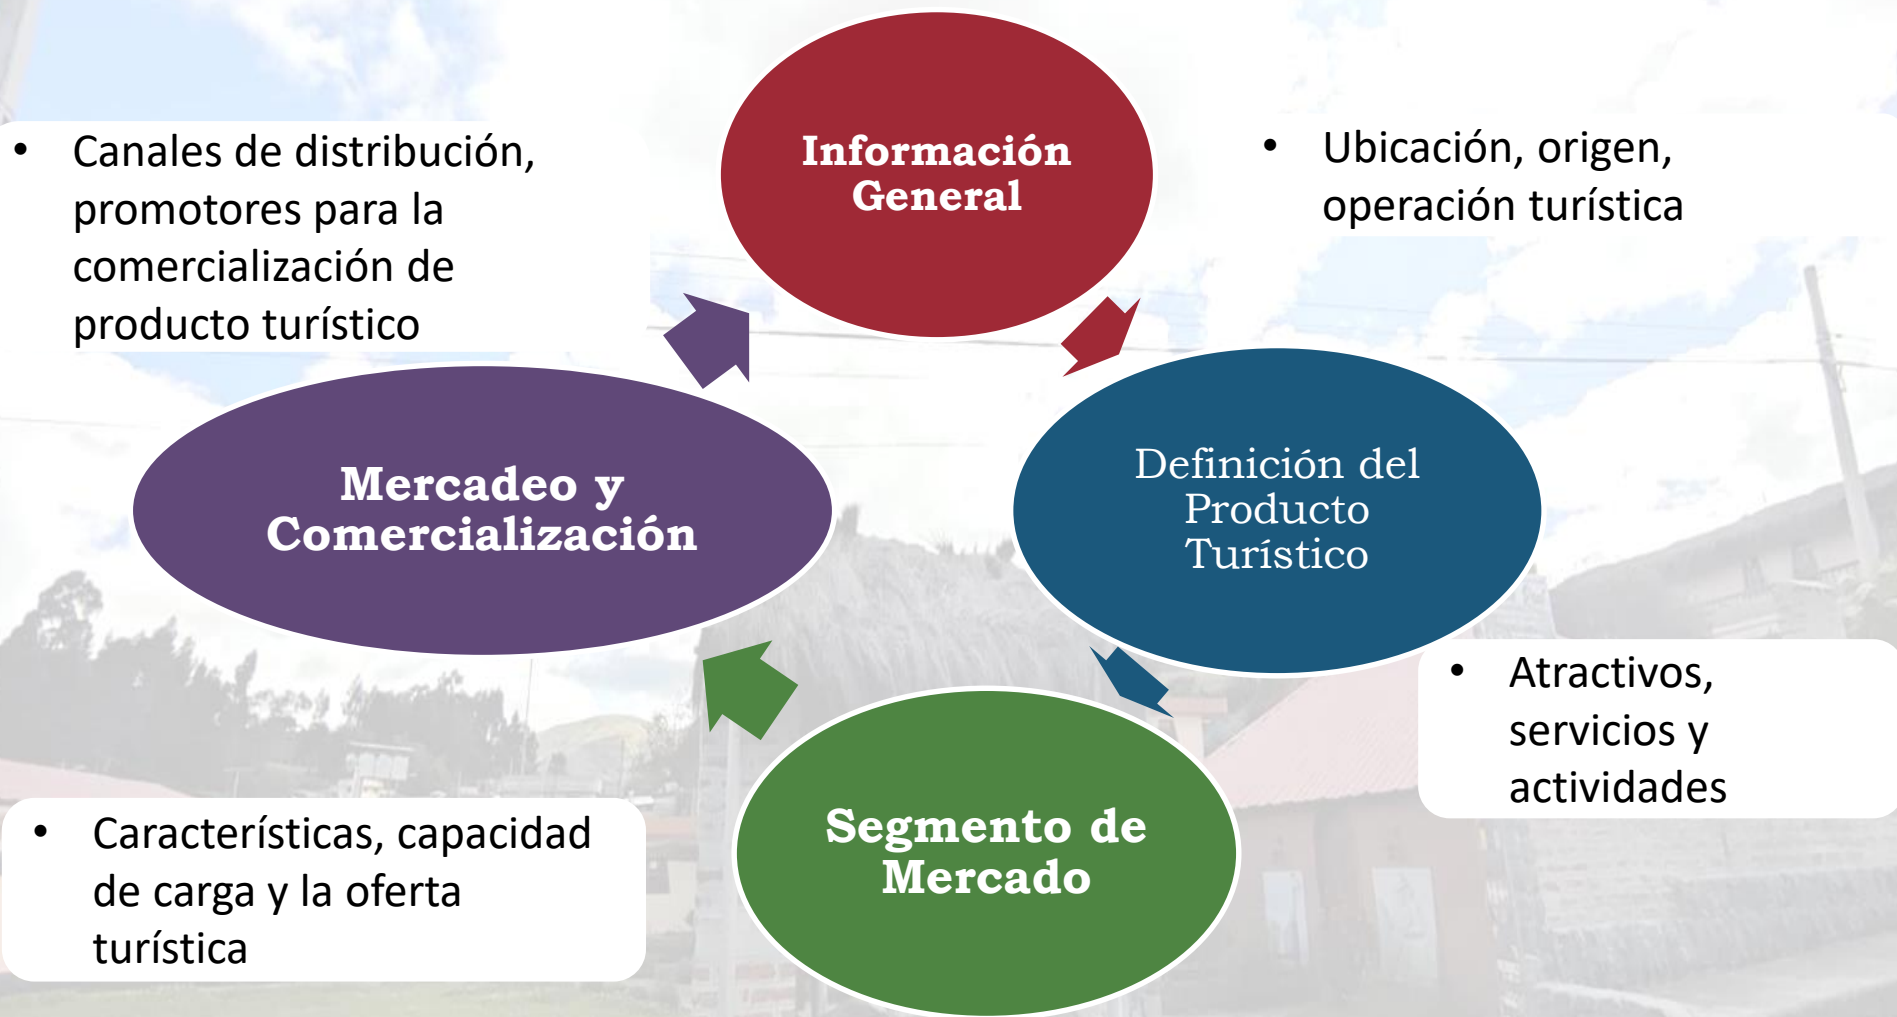 Información
General
• Ubicación, origen,
operación turística
Definición del
Producto
Turístico
• Atractivos,
servicios y
actividades
Segmento de
Mercado
• Características, capacidad
de carga y la oferta
turística
Mercadeo y
Comercialización
• Canales de distribución,
promotores para la
comercialización de
producto turístico